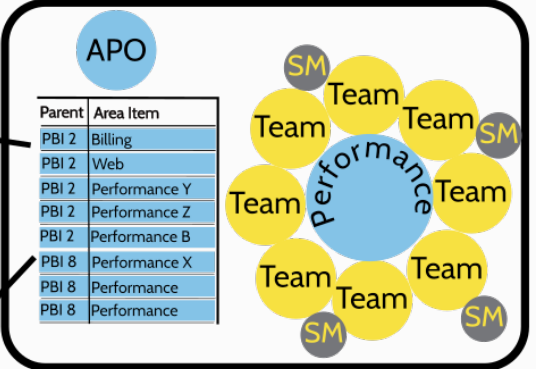 APO
Parent Area Item
PBI 2 Billing
PBI 2 Web
PBI 2 Performance Y
PBI 2 Performance Z
PBI 2 Performance B
PBI 8 Performance X
PBI 8 Performance
PBI 8 Performance
SM
Team
Team
Team
SM
Team
Performance
Team
Team
Team
Team
SM
SM